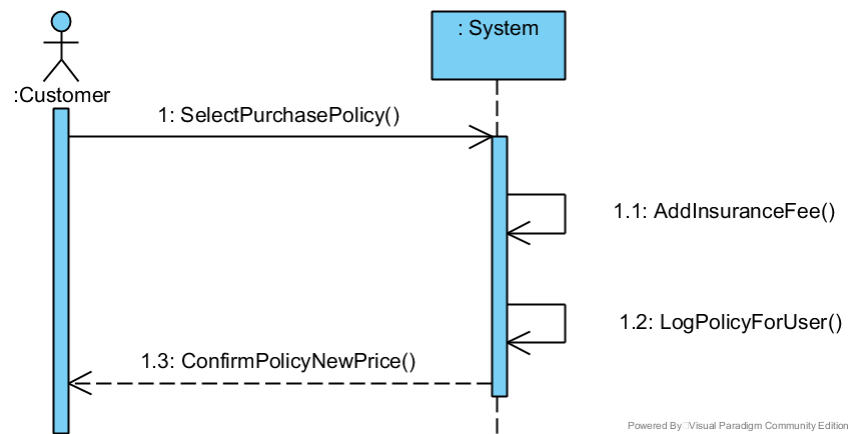 : System
:Customer
1: SelectPurchasePolicy()
1.1: AddInsuranceFee()
1.2: LogPolicyForUser()
1.3: ConfirmPolicyNewPrice()
Powered By Visual Paradigm Community Edition